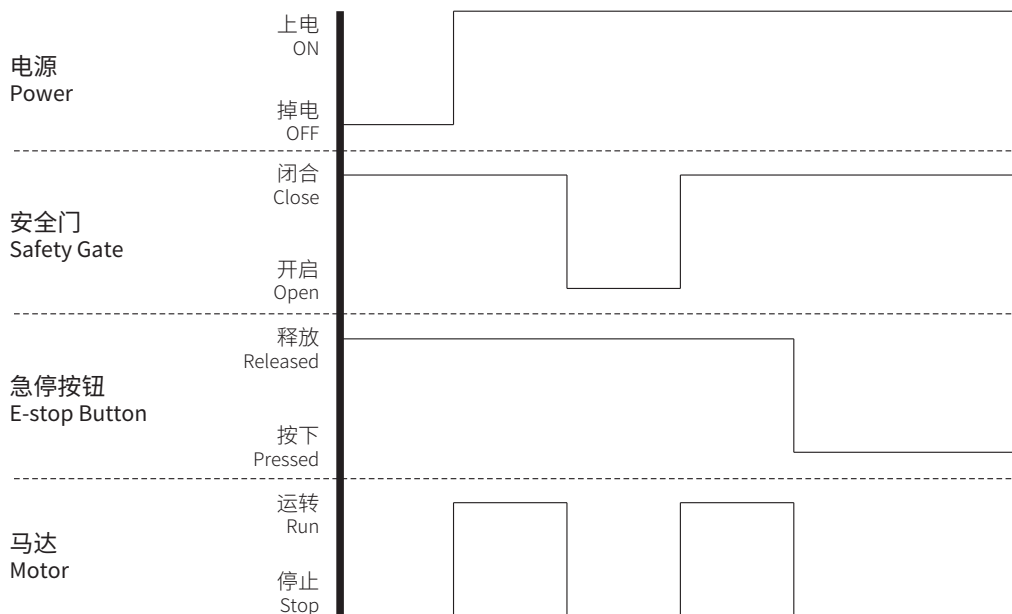 上电
ON
电源
Power
掉电
OFF
闭合
Close
安全门
Safety Gate
开启
Open
释放
Released
急停按钮
E-stop Button
按下
Pressed
运转
Run
马达
Motor
停止
Stop